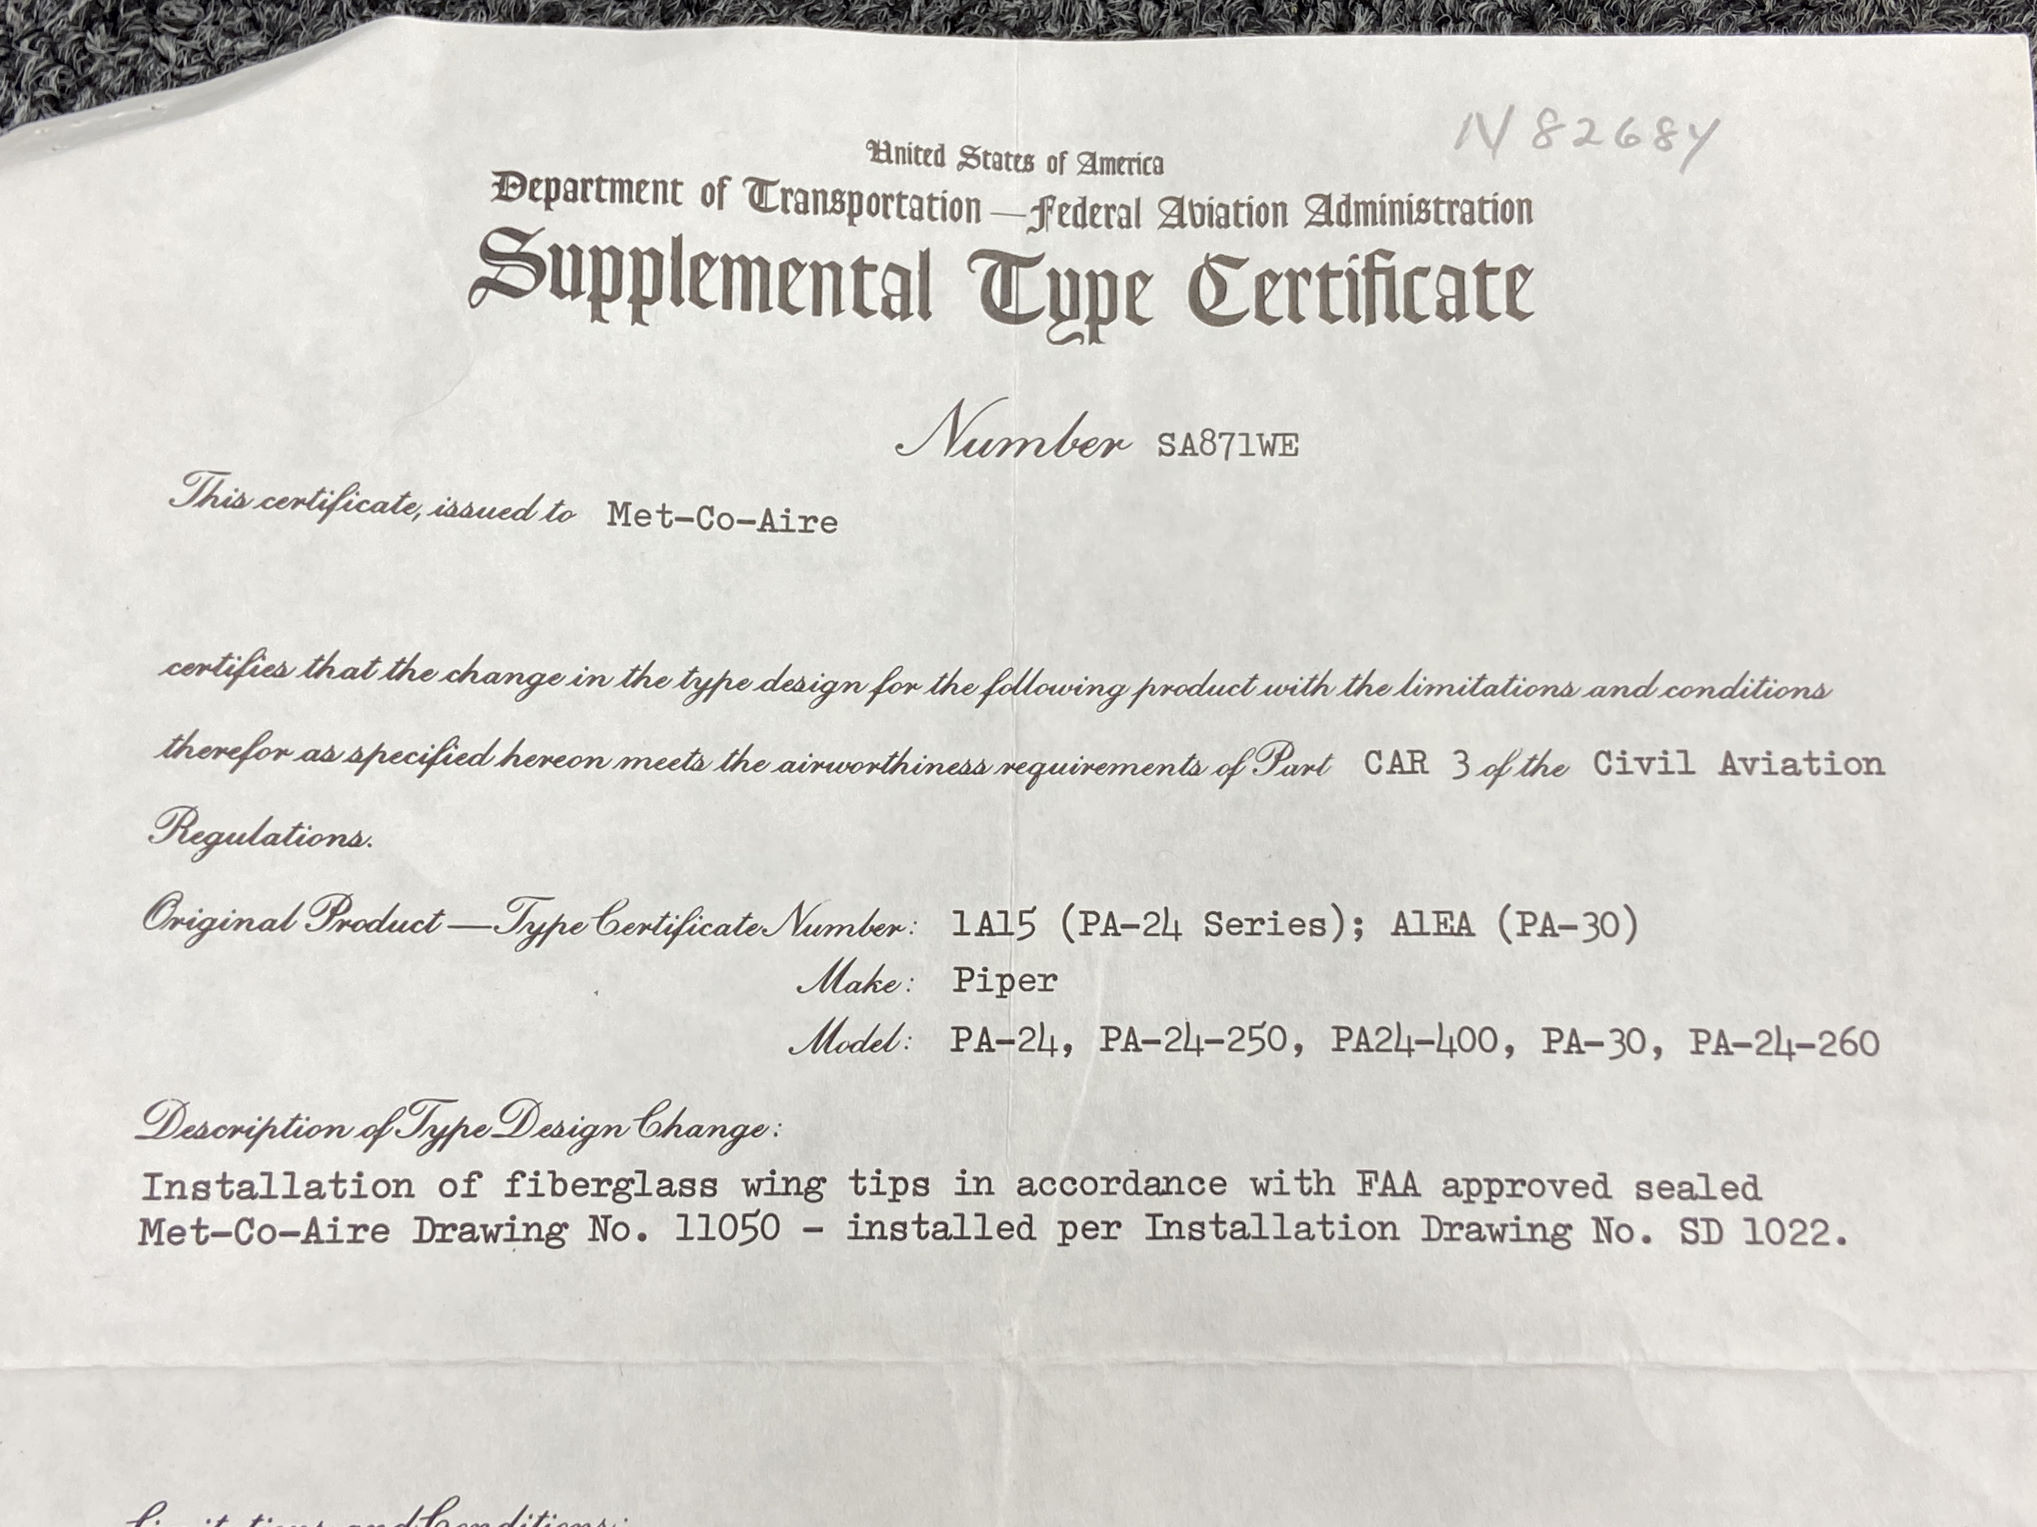 N8268Y
United States of America
Department of Transportation—Federal Aviation Administration
Supplemental Type Certificate
Number SA871WE
This certificate, issued to Met-Co-Aire
certifies that the change in the type design for the following product with the limitations and conditions
therefor as specified hereon meets the airworthiness requirements of Part CAR 3 of the Civil Aviation
Regulations.
Original Product—Type Certificate Number: 1A15 (PA-24 Series); A1EA (PA-30)
Make: Piper
Model: PA-24, PA-24-250, PA24-400, PA-30, PA-24-260
Description of Type Design Change:
Installation of fiberglass wing tips in accordance with FAA approved sealed
Met-Co-Aire Drawing No. 11050 - installed per Installation Drawing No. SD 1022.
Limitations and Conditions: